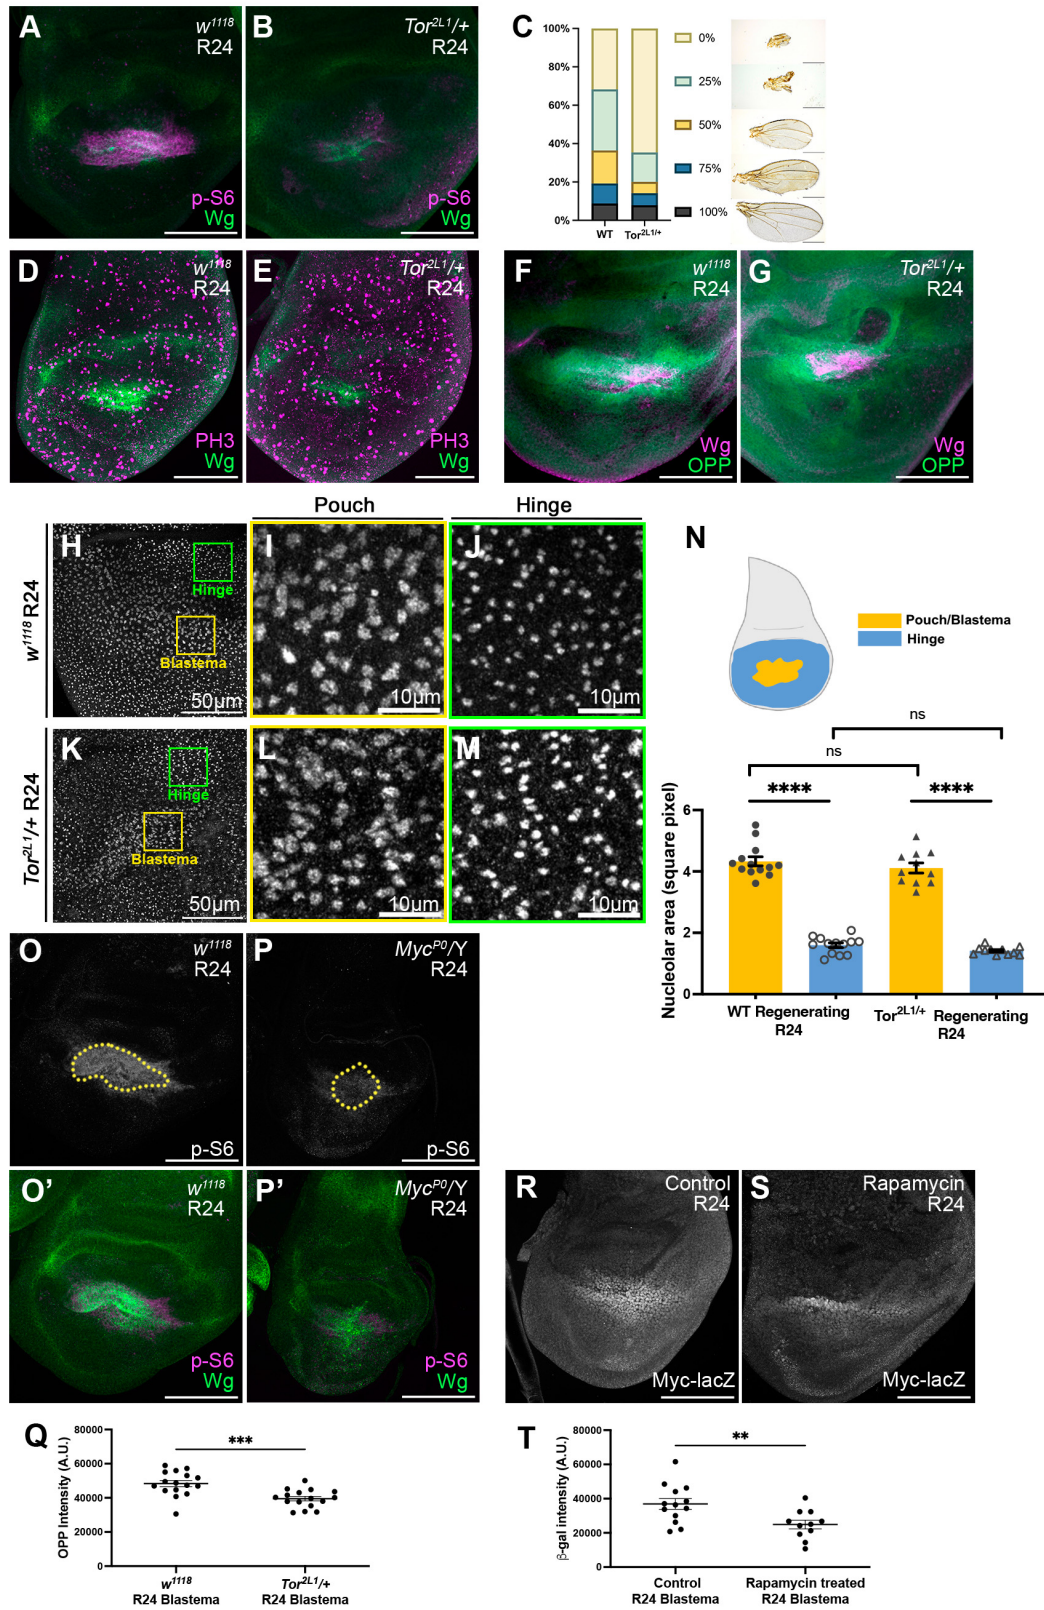 A
w1118
R24
p-S6
Wg
B
Tor2L1/+
R24
p-S6
Wg
C
100%
80%
60%
40%
20%
0%
WT
Tor2L1/+
0%
25%
50%
75%
100%
D
w1118
R24
PH3
Wg
E
Tor2L1/+
R24
PH3
Wg
F
w1118
R24
Wg
OPP
G
Tor2L1/+
R24
Wg
OPP
Pouch
Hinge
w1118 R24
H
Hinge
Blastema
50µm
I
10µm
J
10µm
Tor2L1/+ R24
K
Hinge
Blastema
50µm
L
10µm
M
10µm
N
Pouch/Blastema
Hinge
ns
ns
****
****
Nucleolar area (square pixel)
6
4
2
0
WT Regenerating
R24
Tor2L1/+ Regenerating
R24
O
w1118
R24
p-S6
P
MycP0/Y
R24
p-S6
O'
w1118
R24
p-S6
Wg
P'
MycP0/Y
R24
p-S6
Wg
R
Control
R24
Myc-lacZ
S
Rapamycin
R24
Myc-lacZ
Q
OPP Intensity (A.U.)
80000
60000
40000
20000
0
***
w1118
R24 Blastema
Tor2L1/+
R24 Blastema
T
β-gal intensity (A.U.)
80000
60000
40000
20000
0
**
Control
R24 Blastema
Rapamycin treated
R24 Blastema